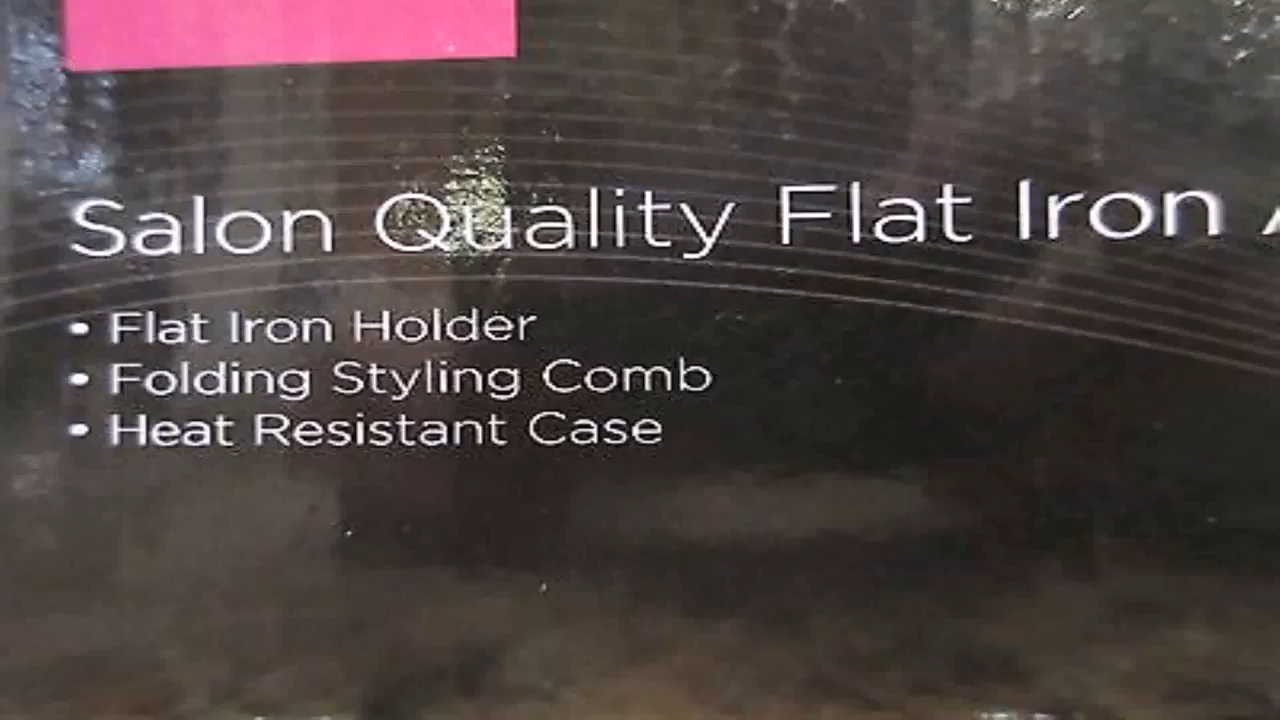 Salon Quality Flat Iron
• Flat Iron Holder
• Folding Styling Comb
• Heat Resistant Case